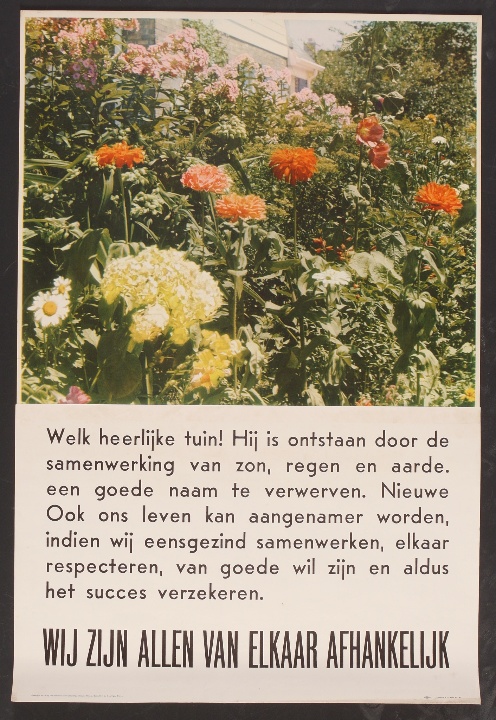 Welk heerlijke tuin! Hij is ontstaan door de
samenwerking van zon, regen en aarde.
een goede naam te verwerven. Nieuwe
Ook ons leven kan aangenamer worden,
indien wij eensgezind samenwerken, elkaar
respecteren, van goede wil zijn en aldus
het succes verzekeren.
WIJ ZIJN ALLEN VAN ELKAAR AFHANKELIJK